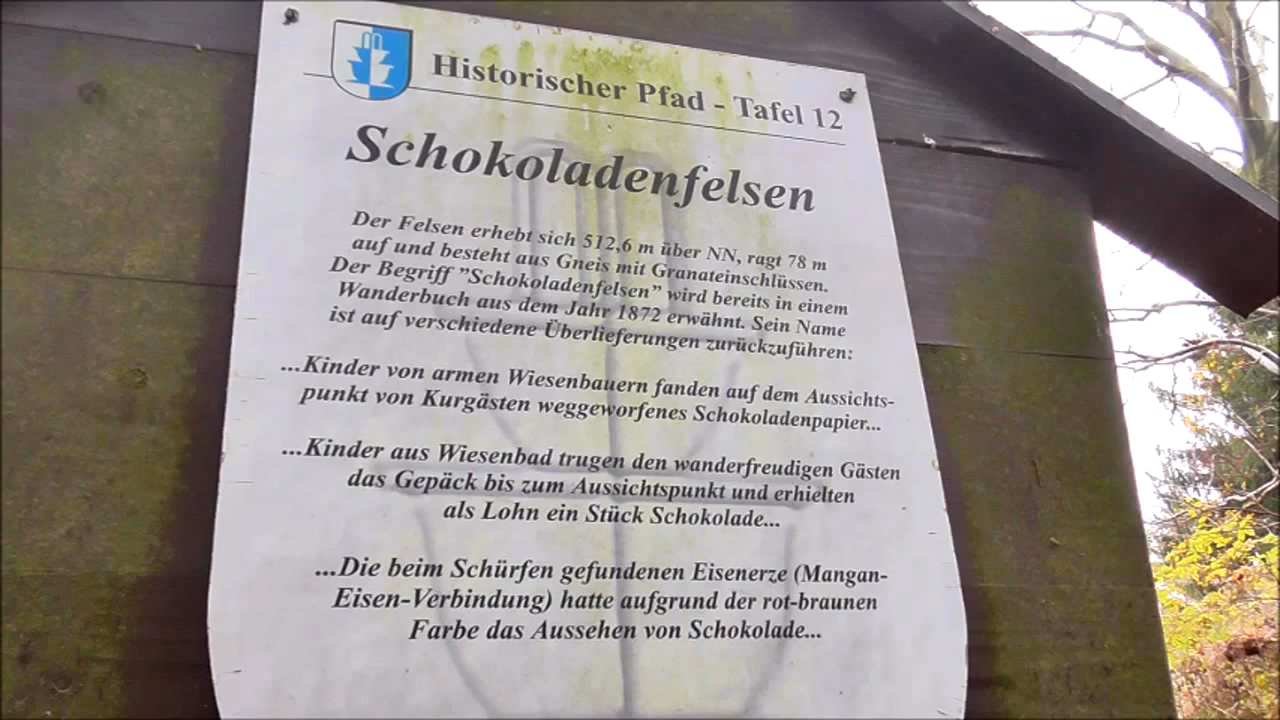 Historischer Pfad - Tafel 12
Schokoladenfelsen
Der Felsen erhebt sich 512,6 m über NN, ragt 78 m
auf und besteht aus Gneis mit Granateinschlüssen.
Der Begriff ”Schokoladenfelsen” wird bereits in einem
Wanderbuch aus dem Jahr 1872 erwähnt. Sein Name
ist auf verschiedene Überlieferungen zurückzuführen:
...Kinder von armen Wiesenbauern fanden auf dem Aussichts-
punkt von Kurgästen weggeworfenes Schokoladenpapier...
...Kinder aus Wiesenbad trugen den wanderfreudigen Gästen
das Gepäck bis zum Aussichtspunkt und erhielten
als Lohn ein Stück Schokolade...
...Die beim Schürfen gefundenen Eisenerze (Mangan-
Eisen-Verbindung) hatte aufgrund der rot-braunen
Farbe das Aussehen von Schokolade...